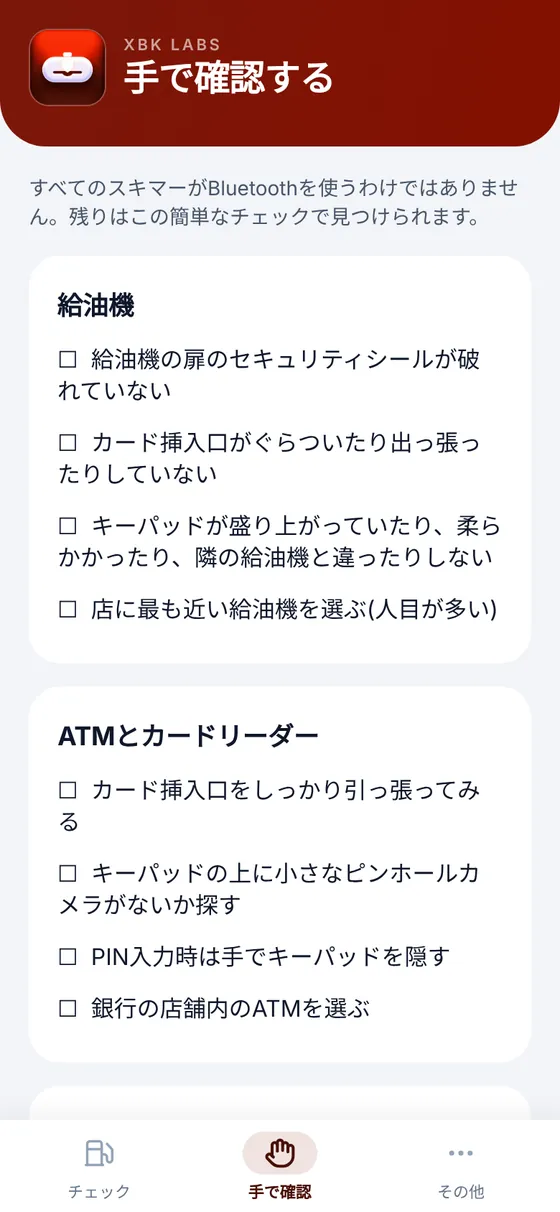 XBK LABS
手で確認する
すべてのスキマーがBluetoothを使うわけではありませ
ん。残りはこの簡単なチェックで見つけられます。
給油機
☐ 給油機の扉のセキュリティシールが破
れていない
☐ カード挿入口がぐらついたり出っ張っ
たりしていない
☐ キーパッドが盛り上がっていたり、柔ら
かかったり、隣の給油機と違ったりしない
☐ 店に最も近い給油機を選ぶ(人目が多い)
ATMとカードリーダー
☐ カード挿入口をしっかり引っ張ってみ
る
☐ キーパッドの上に小さなピンホールカ
メラがないか探す
☐ PIN入力時は手でキーパッドを隠す
☐ 銀行の店舗内のATMを選ぶ
チェック
手で確認
その他